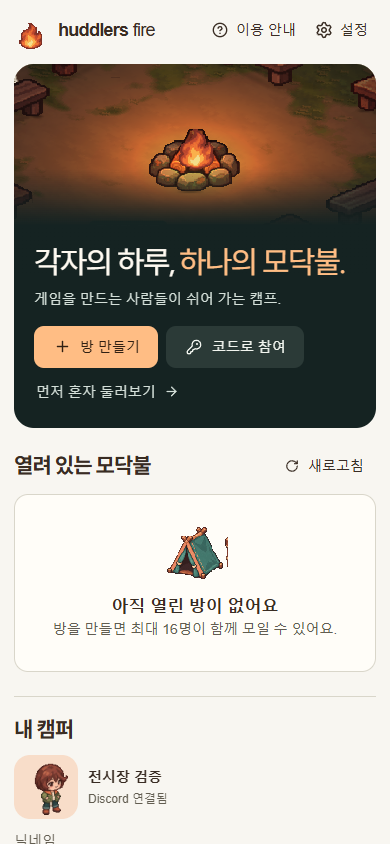 huddlers fire
이용 안내
설정
각자의 하루, 하나의 모닥불.
게임을 만드는 사람들이 쉬어 가는 캠프.
방 만들기
코드로 참여
먼저 혼자 둘러보기 →
열려 있는 모닥불
새로고침
아직 열린 방이 없어요
방을 만들면 최대 16명이 함께 모일 수 있어요.
내 캠퍼
전시장 검증
Discord 연결됨
닉네임